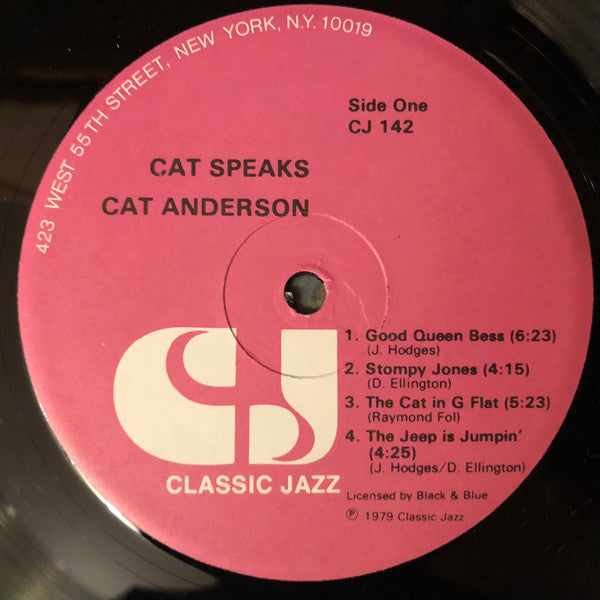 423 WEST 55TH STREET, NEW YORK, N.Y. 10019
Side One
CJ 142
CAT SPEAKS
CAT ANDERSON
1. Good Queen Bess (6:23)
(J. Hodges)
2. Stompy Jones (4:15)
(D. Ellington)
3. The Cat in G Flat (5:23)
(Raymond Fol)
4. The Jeep is Jumpin'
(4:25)
(J. Hodges/D. Ellington)
CJ
CLASSIC JAZZ
Licensed by Black & Blue
℗ 1979 Classic Jazz